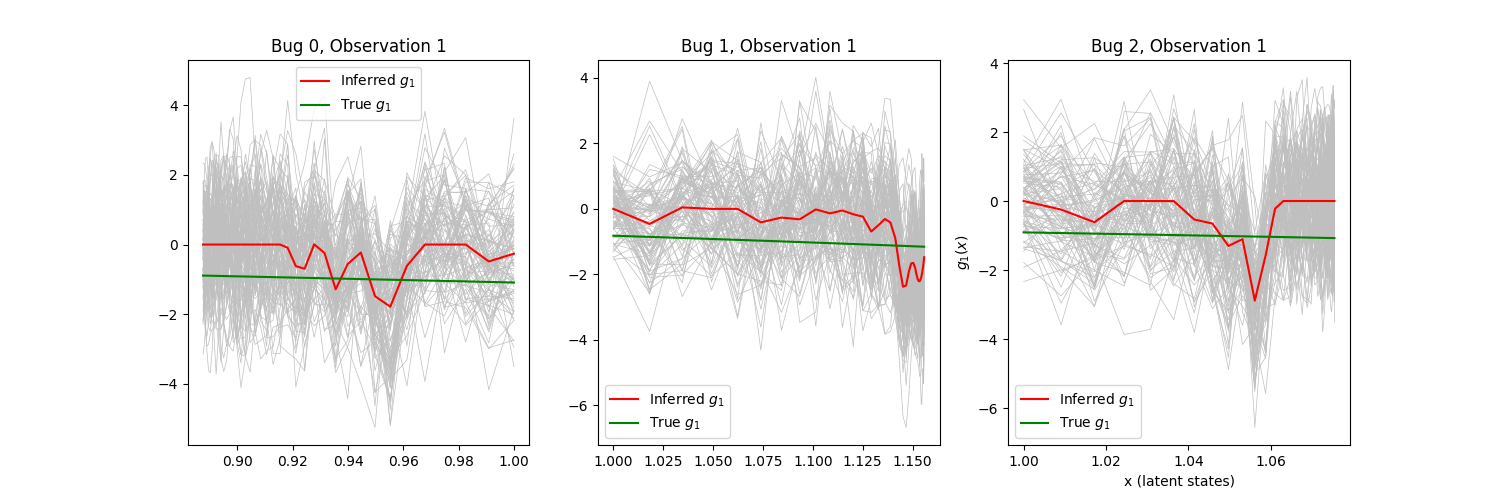 Bug 0, Observation 1
Inferred g₁
True g₁
4
2
0
−2
−4
0.90 0.92 0.94 0.96 0.98 1.00
Bug 1, Observation 1
4
2
0
−2
−4
−6
Inferred g₁
True g₁
1.000 1.025 1.050 1.075 1.100 1.125 1.150
Bug 2, Observation 1
g₁(x)
4
2
0
−2
−4
−6
Inferred g₁
True g₁
1.00 1.02 1.04 1.06
x (latent states)